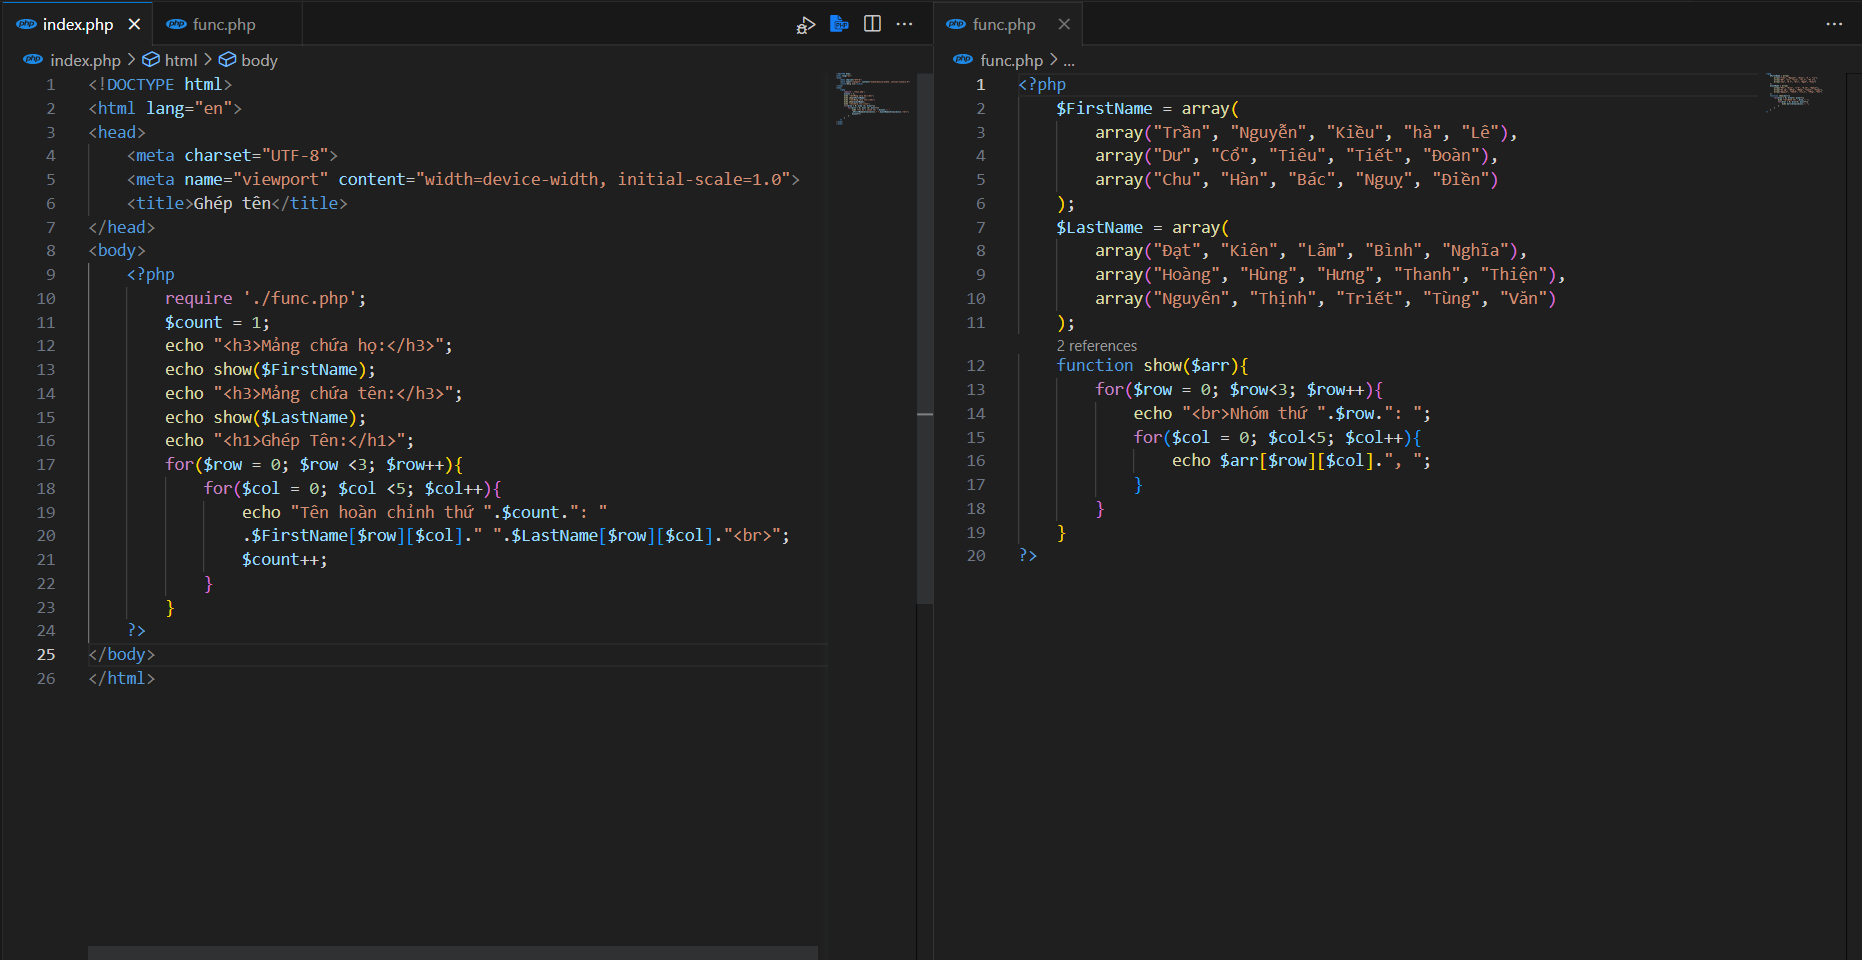 index.php
func.php
index.php > html > body
1 <!DOCTYPE html>
2 <html lang="en">
3 <head>
4     <meta charset="UTF-8">
5     <meta name="viewport" content="width=device-width, initial-scale=1.0">
6     <title>Ghép tên</title>
7 </head>
8 <body>
9     <?php
10         require './func.php';
11         $count = 1;
12         echo "<h3>Mảng chứa họ:</h3>";
13         echo show($FirstName);
14         echo "<h3>Mảng chứa tên:</h3>";
15         echo show($LastName);
16         echo "<h1>Ghép Tên:</h1>";
17         for($row = 0; $row <3; $row++){
18             for($col = 0; $col <5; $col++){
19                 echo "Tên hoàn chỉnh thứ ".$count.": "
20                 .$FirstName[$row][$col]." ".$LastName[$row][$col]."<br>";
21                 $count++;
22             }
23         }
24     ?>
25 </body>
26 </html>
func.php
func.php > ...
1 <?php
2     $FirstName = array(
3         array("Trần", "Nguyễn", "Kiều", "hà", "Lê"),
4         array("Dư", "Cổ", "Tiêu", "Tiết", "Đoàn"),
5         array("Chu", "Hàn", "Bác", "Nguỵ", "Điền")
6     );
7     $LastName = array(
8         array("Đạt", "Kiên", "Lâm", "Bình", "Nghĩa"),
9         array("Hoàng", "Hùng", "Hưng", "Thanh", "Thiện"),
10         array("Nguyên", "Thịnh", "Triết", "Tùng", "Văn")
11     );
2 references
12     function show($arr){
13         for($row = 0; $row<3; $row++){
14             echo "<br>Nhóm thứ ".$row.": ";
15             for($col = 0; $col<5; $col++){
16                 echo $arr[$row][$col].", ";
17             }
18         }
19     }
20 ?>